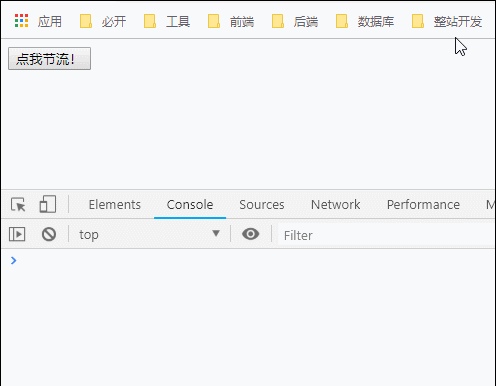 应用 必开 工具 前端 后端 数据库 整站开发
点我节流！
Elements Console Sources Network Performance M
top Filter